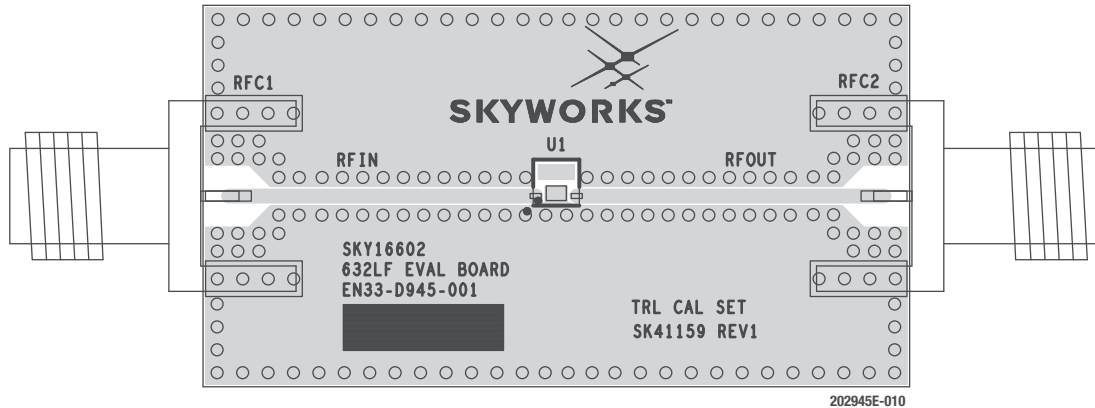 RFC1
RFC2
SKYWORKS™
U1
RFIN
RFOUT
SKY16602
632LF EVAL BOARD
EN33-D945-001
TRL CAL SET
SK41159 REV1
202945E-010